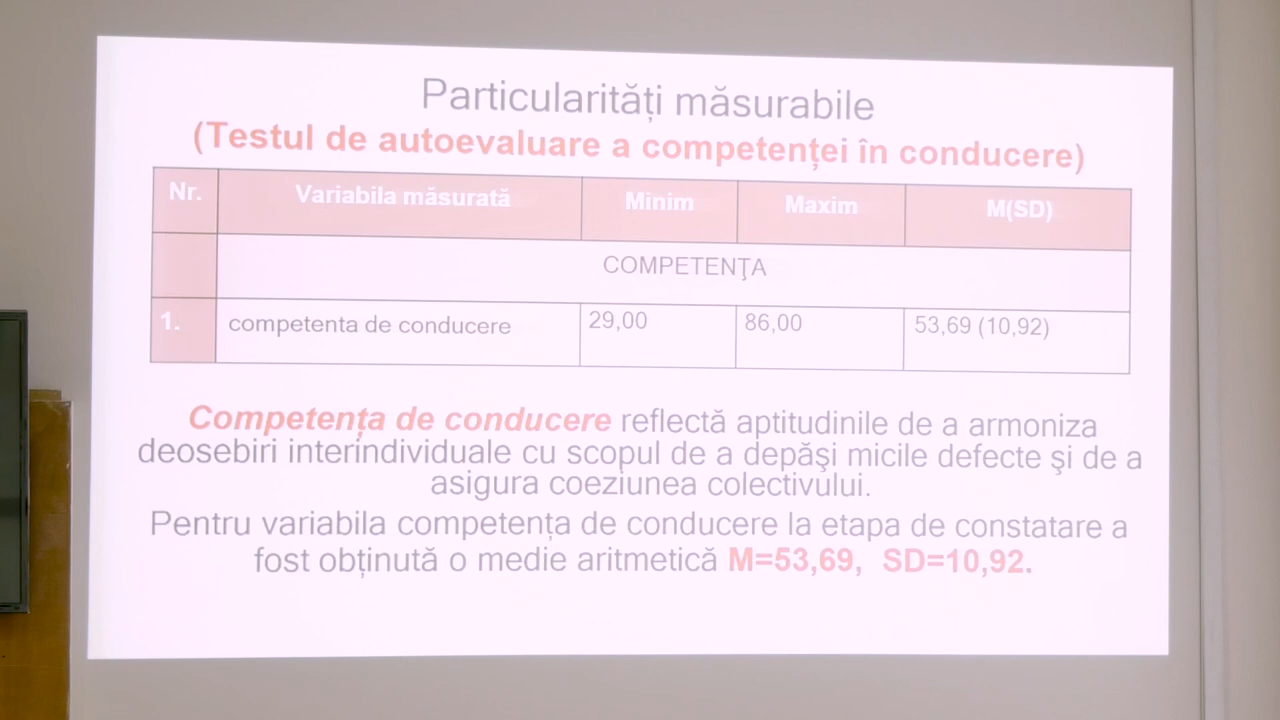 Particularități măsurabile
(Testul de autoevaluare a competenței în conducere)
Nr. Variabila măsurată Minim Maxim M(SD)
COMPETENŢA
1. competenta de conducere 29,00 86,00 53,69 (10,92)
Competența de conducere reflectă aptitudinile de a armoniza
deosebiri interindividuale cu scopul de a depăşi micile defecte şi de a
asigura coeziunea colectivului.
Pentru variabila competența de conducere la etapa de constatare a
fost obținută o medie aritmetică M=53,69, SD=10,92.